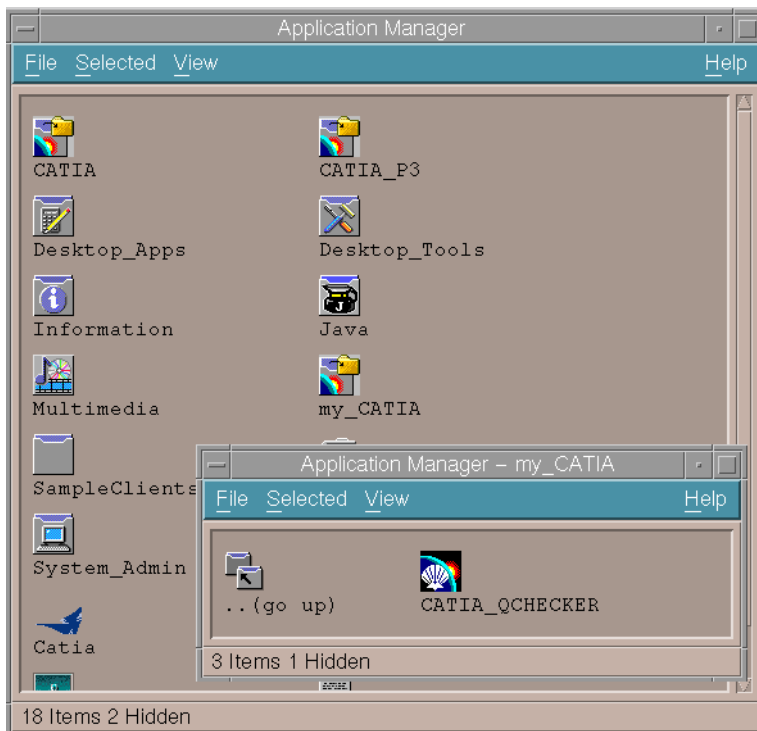 Application Manager
File Selected View Help
CATIA CATIA_P3
Desktop_Apps Desktop_Tools
Information Java
Multimedia my_CATIA
SampleClients
System_Admin
Catia
18 Items 2 Hidden
Application Manager – my_CATIA
File Selected View Help
..(go up) CATIA_QCHECKER
3 Items 1 Hidden